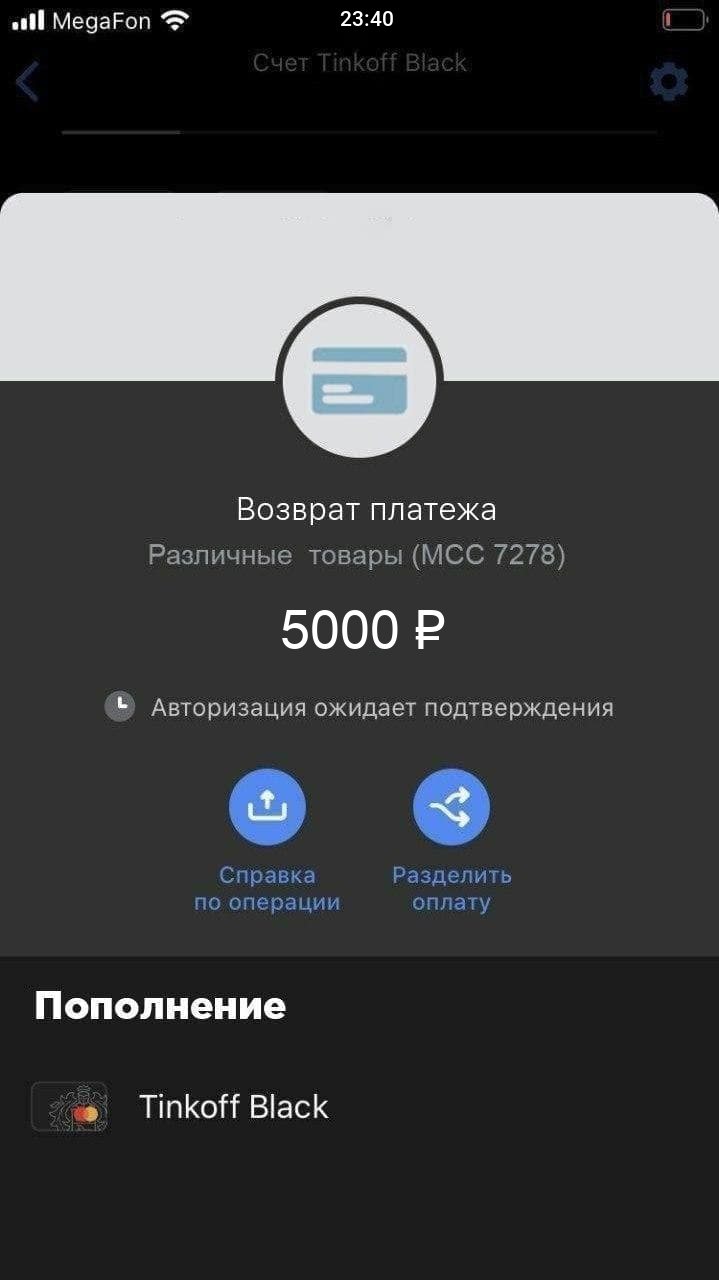 MegaFon
23:40
Счет Tinkoff Black
Возврат платежа
Различные товары (MCC 7278)
5000 ₽
Авторизация ожидает подтверждения
Справка
по операции
Разделить
оплату
Пополнение
Tinkoff Black